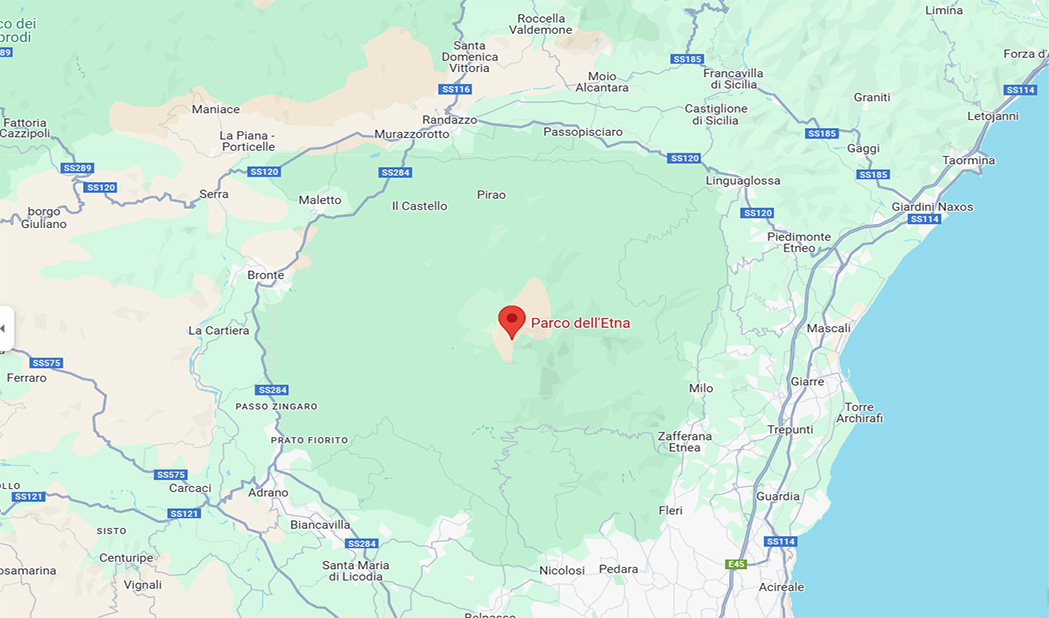 Limina
co dei
brodi
Roccella
Valdemone
89
Santa
Domenica
Vittoria
SS185
Forza d'A
Francavilla
di Sicilia
Moio
Alcantara
SS116
SS114
Graniti
Maniace
Castiglione
di Sicilia
Letojanni
Fattoria
Cazzipoli
Randazzo
Murazzorotto
Passopisciaro
SS185
La Piana -
Porticelle
Gaggi
SS120
Taormina
SS289
SS120
SS284
SS185
SS120
Linguaglossa
Serra
Maletto
Il Castello
Pirao
Giardini Naxos
SS114
borgo
Giuliano
SS120
Piedimonte
Etneo
Bronte
La Cartiera
Parco dell'Etna
Mascali
SS575
Ferraro
SS284
Milo
Giarre
PASSO ZINGARO
Torre
Archirafi
PRATO FIORITO
Zafferana
Etnea
Trepunti
SS575
Carcaci
OLLO
SS121
Adrano
Guardia
SS121
Fleri
SISTO
Biancavilla
SS284
SS114
Centuripe
Santa Maria
di Licodia
E45
osamarina
Vignali
Nicolosi
Pedara
Acireale
Belpasso